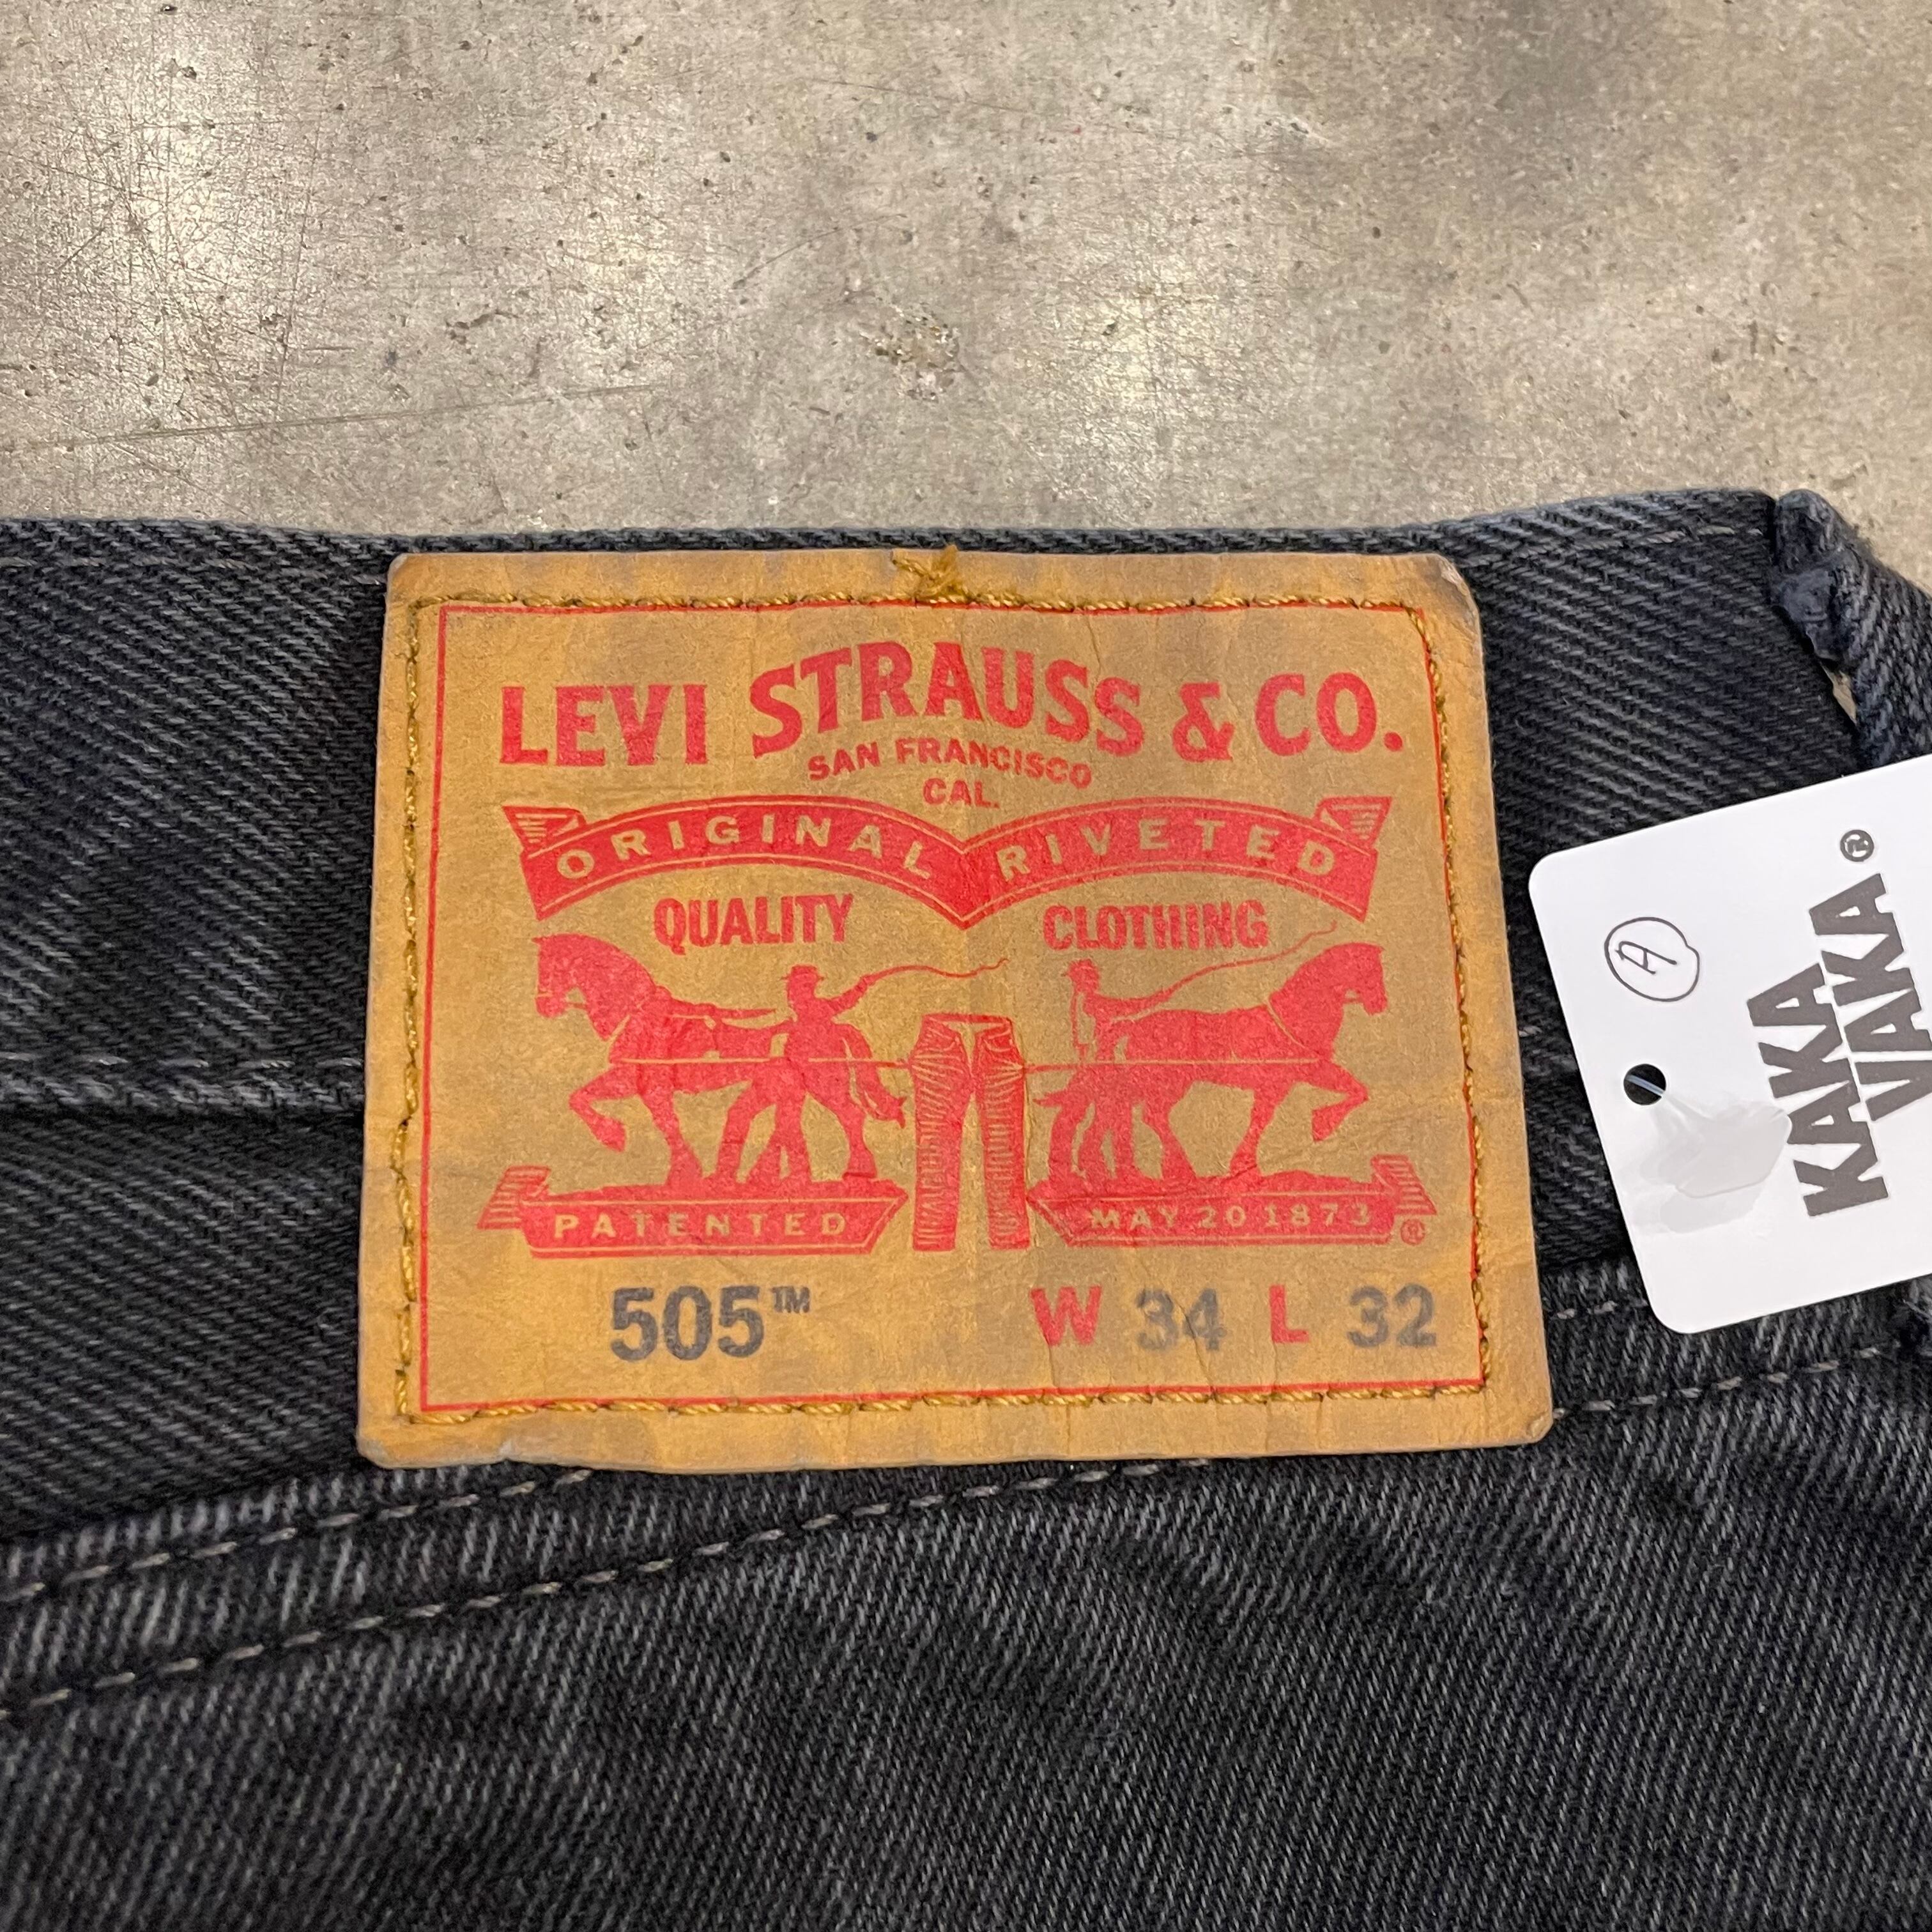 LEVI STRAUSS & CO.
SAN FRANCISCO
CAL.
ORIGINAL RIVETED
QUALITY CLOTHING
PATENTED MAY 20 1873 ®
505™ W 34 L 32
A
KAKA
VAKA®